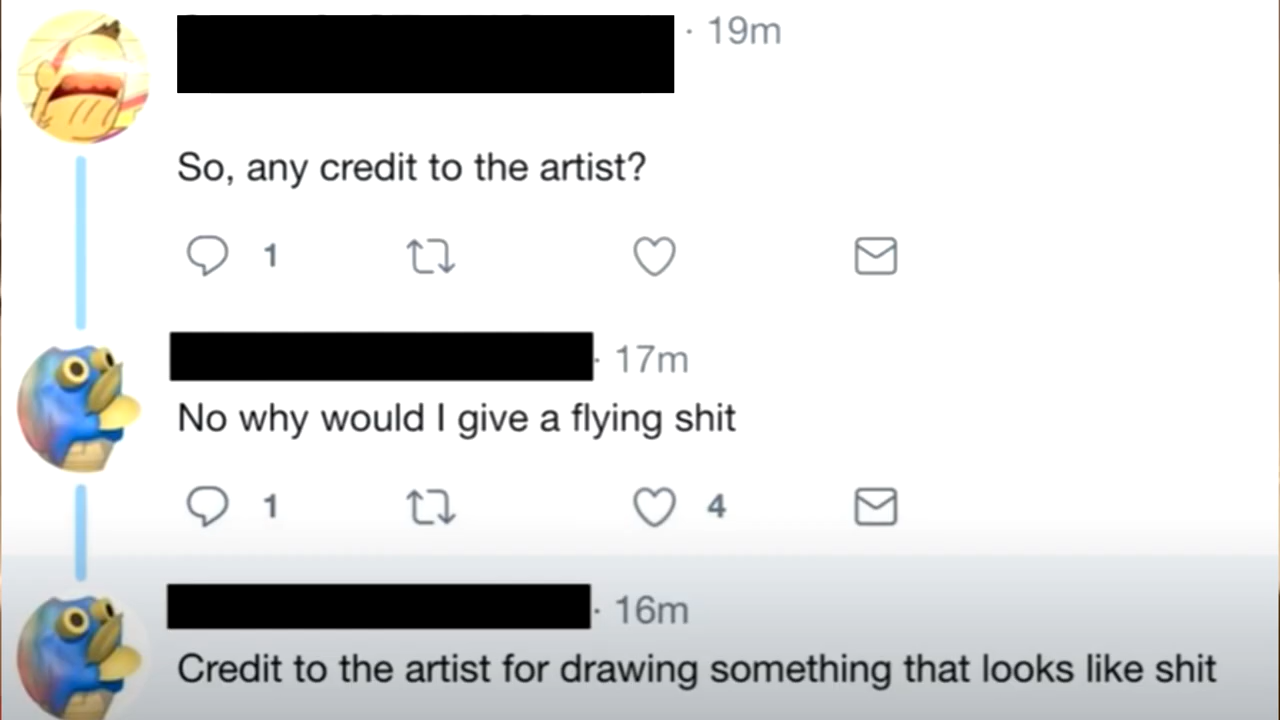 · 19m
So, any credit to the artist?
1
· 17m
No why would I give a flying shit
1 4
· 16m
Credit to the artist for drawing something that looks like shit